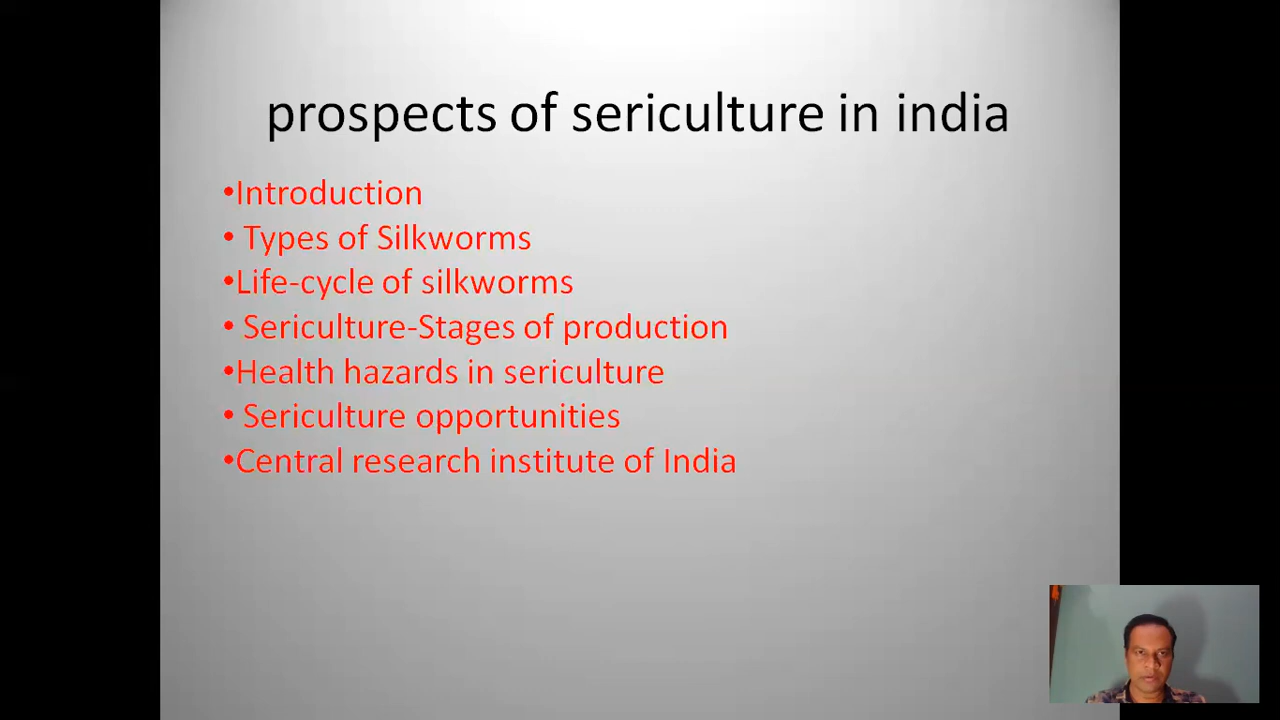 prospects of sericulture in india
•Introduction
• Types of Silkworms
•Life-cycle of silkworms
• Sericulture-Stages of production
•Health hazards in sericulture
• Sericulture opportunities
•Central research institute of India